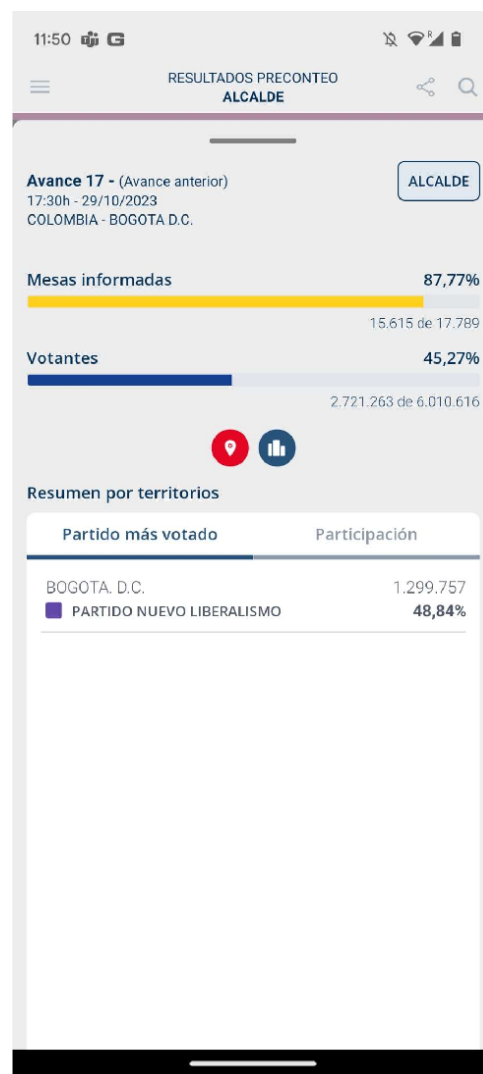 11:50
RESULTADOS PRECONTEO
ALCALDE
Avance 17 - (Avance anterior)
ALCALDE
17:30h - 29/10/2023
COLOMBIA - BOGOTA D.C.
Mesas informadas 87,77%
15.615 de 17.789
Votantes 45,27%
2.721.263 de 6.010.616
Resumen por territorios
Partido más votado Participación
BOGOTA. D.C. 1.299.757
PARTIDO NUEVO LIBERALISMO 48,84%